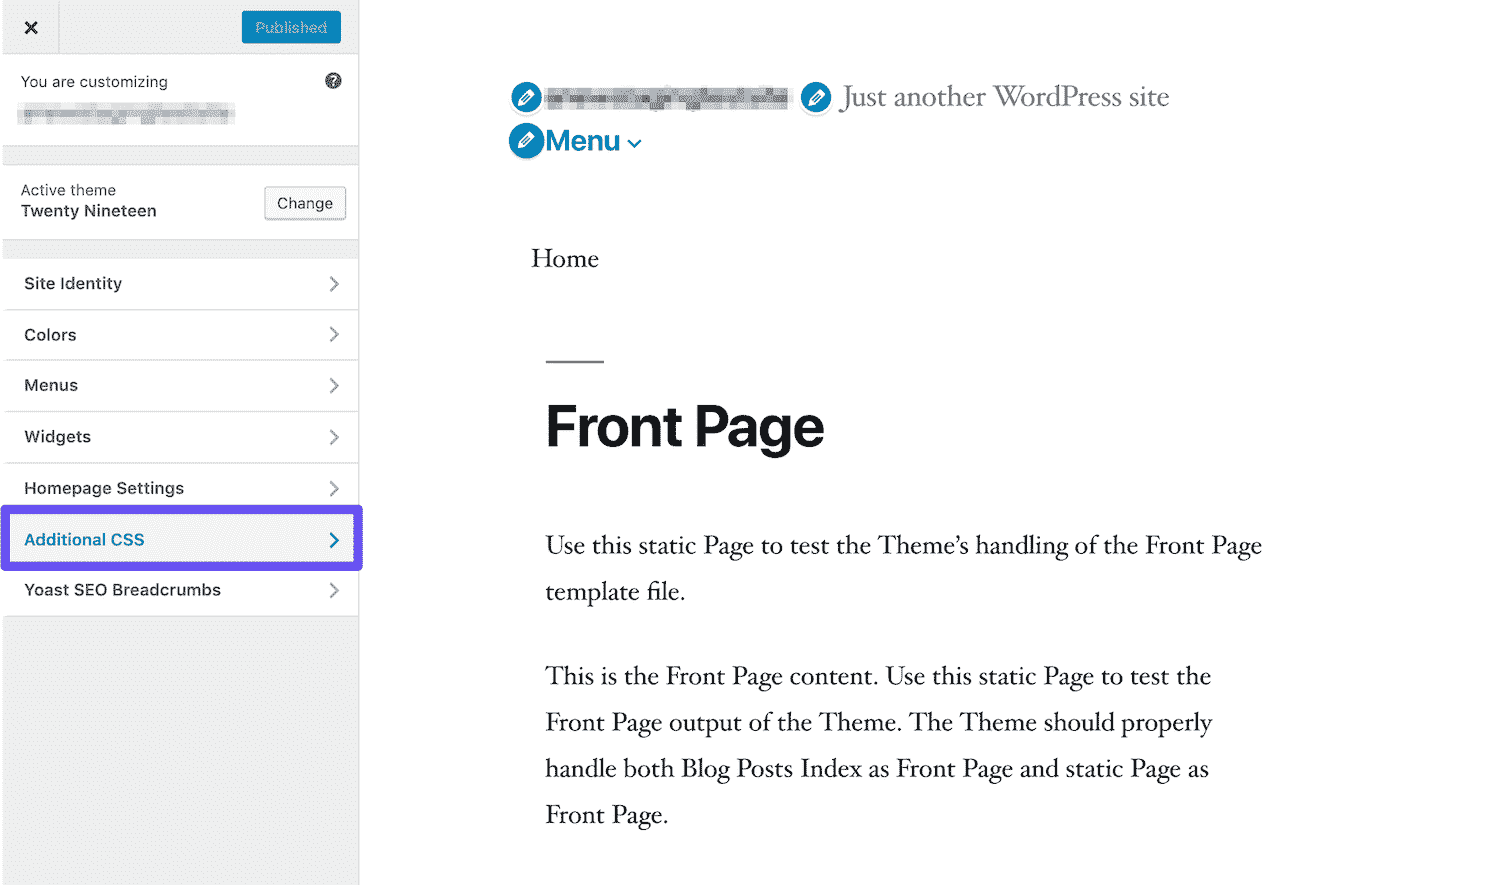 Published
You are customizing
Active theme
Twenty Nineteen
Change
Site Identity
Colors
Menus
Widgets
Homepage Settings
Additional CSS
Yoast SEO Breadcrumbs
Just another WordPress site
Menu
Home
Front Page
Use this static Page to test the Theme’s handling of the Front Page
template file.
This is the Front Page content. Use this static Page to test the
Front Page output of the Theme. The Theme should properly
handle both Blog Posts Index as Front Page and static Page as
Front Page.